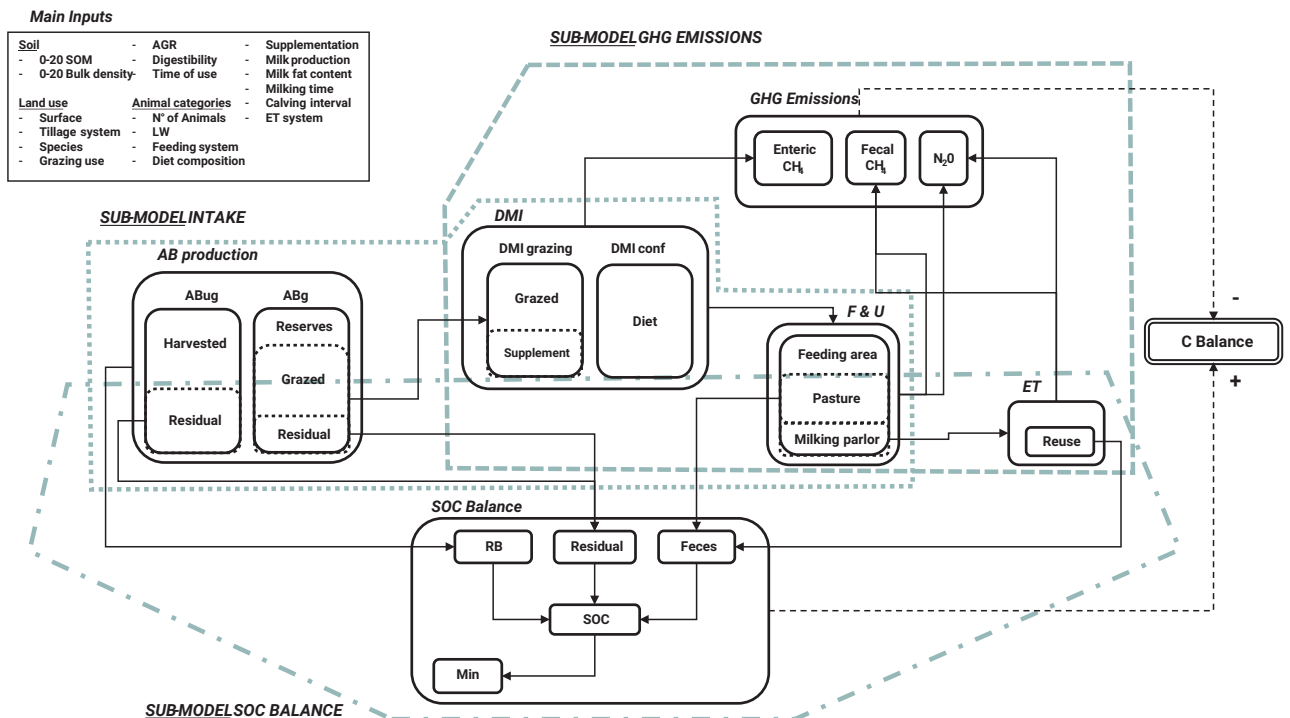 Main Inputs
Soil
- 0-20 SOM
- 0-20 Bulk density
Land use
- Surface
- Tillage system
- Species
- Grazing use
- AGR
- Digestibility
- Time of use
Animal categories
- N° of Animals
- LW
- Feeding system
- Diet composition
- Supplementation
- Milk production
- Milk fat content
- Milking time
- Calving interval
- ET system
SUB-MODEL GHG EMISSIONS
GHG Emissions
Enteric
CH4
Fecal
CH4
N20
SUB-MODEL INTAKE
AB production
ABug
Harvested
Residual
ABg
Reserves
Grazed
Residual
DMI
DMI grazing
Grazed
Supplement
DMI conf
Diet
F & U
Feeding area
Pasture
Milking parlor
ET
Reuse
-
C Balance
+
SOC Balance
RB
Residual
Feces
SOC
Min
SUB-MODEL SOC BALANCE